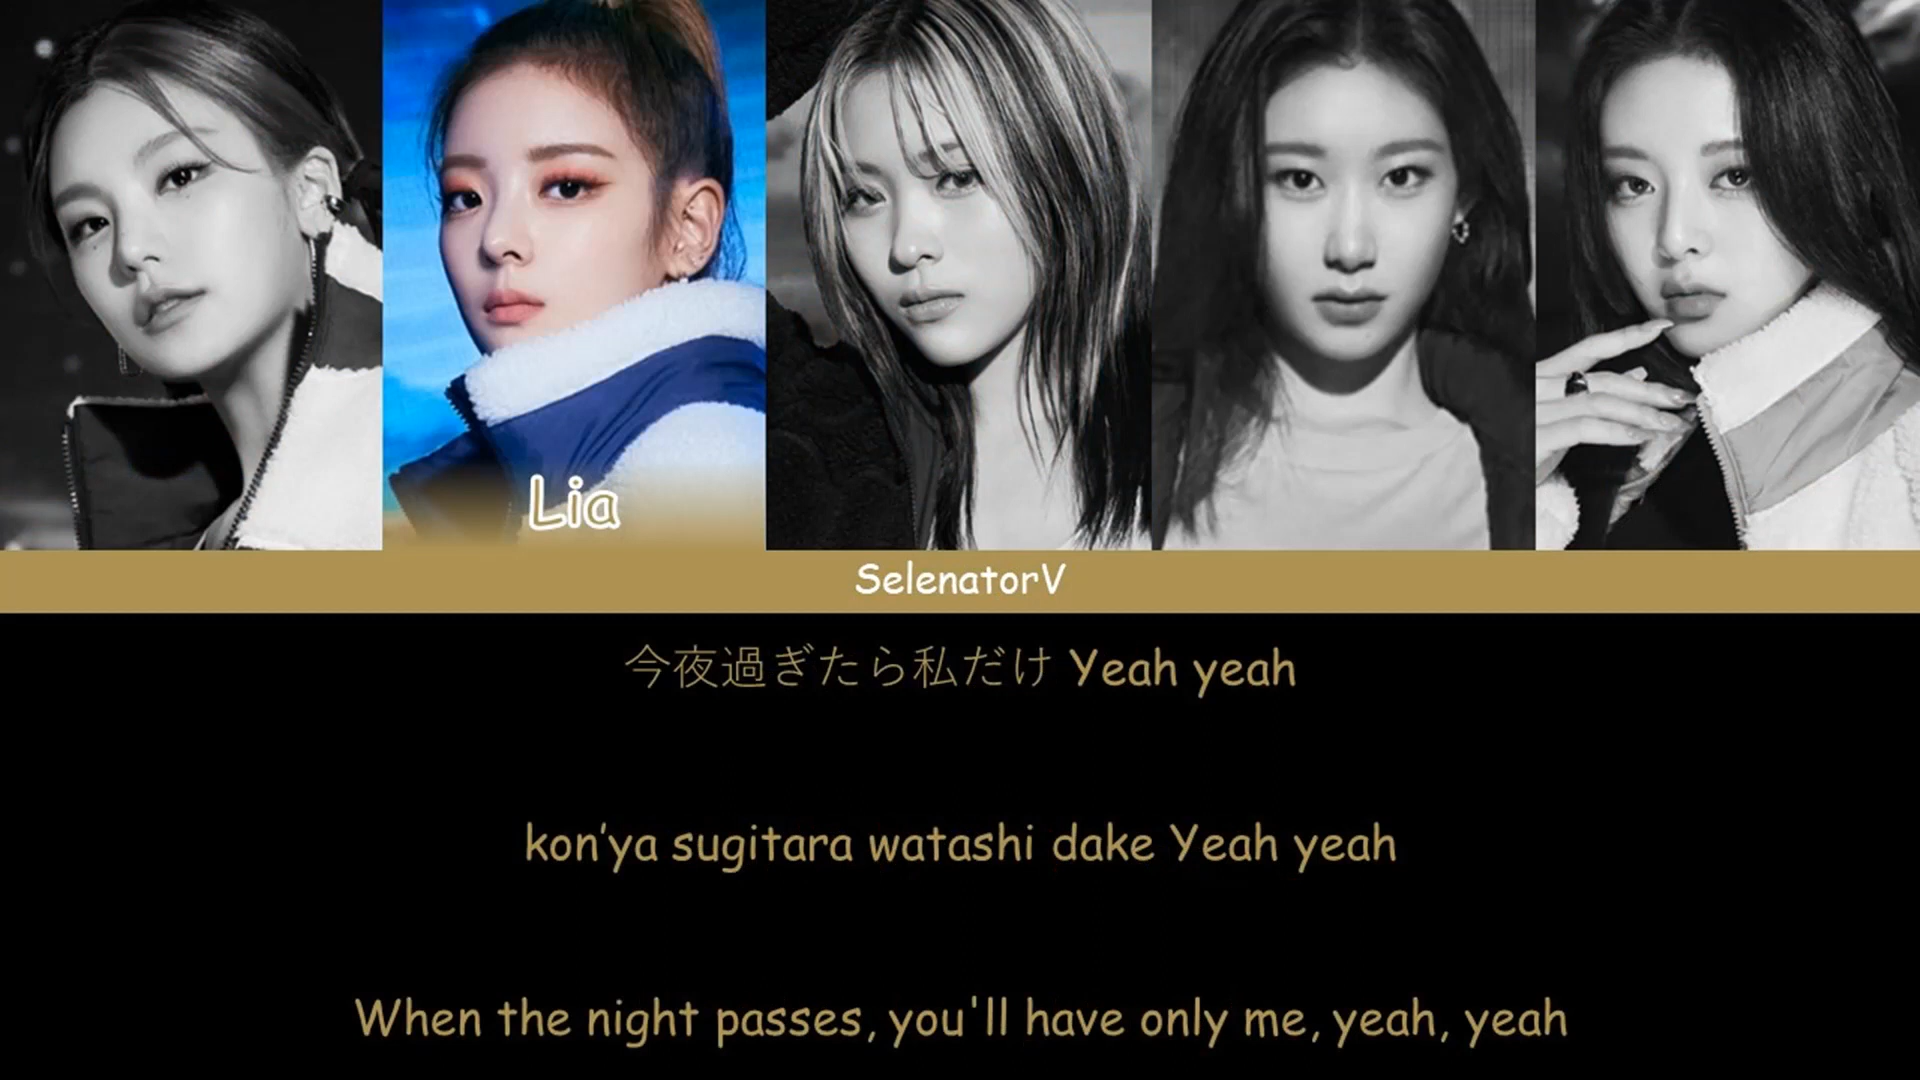 Lia
SelenatorV
今夜過ぎたら私だけ Yeah yeah
kon'ya sugitara watashi dake Yeah yeah
When the night passes, you'll have only me, yeah, yeah